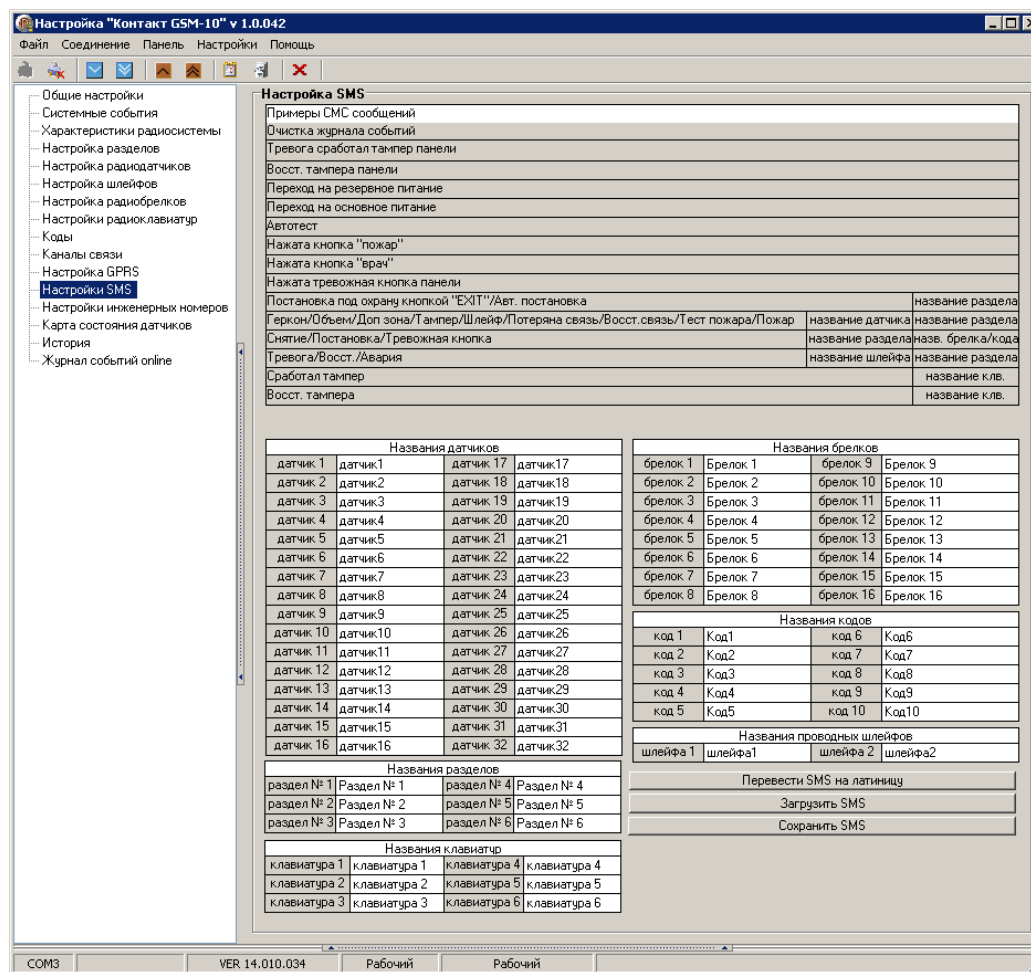 Настройка "Контакт GSM-10" v 1.0.042
Файл Соединение Панель Настройки Помощь
Общие настройки
Системные события
Характеристики радиосистемы
Настройка разделов
Настройка радиодатчиков
Настройка шлейфов
Настройка радиобрелков
Настройки радиоклавиатур
Коды
Каналы связи
Настройка GPRS
Настройки SMS
Настройки инженерных номеров
Карта состояния датчиков
История
Журнал событий online
Настройка SMS
Примеры СМС сообщений
Очистка журнала событий
Тревога сработал тампер панели
Восст. тампера панели
Переход на резервное питание
Переход на основное питание
Автотест
Нажата кнопка "пожар"
Нажата кнопка "врач"
Нажата тревожная кнопка панели
Постановка под охрану кнопкой "EXIT"/Авт. постановка название раздела
Геркон/Объем/Доп зона/Тампер/Шлейф/Потеряна связь/Восст.связь/Тест пожара/Пожар название датчика название раздела
Снятие/Постановка/Тревожная кнопка название раздела назв. брелка/кода
Тревога/Восст./Авария название шлейфа название раздела
Сработал тампер название клв.
Восст. тампера название клв.
Названия датчиков
датчик 1 датчик1 датчик 17 датчик17
датчик 2 датчик2 датчик 18 датчик18
датчик 3 датчик3 датчик 19 датчик19
датчик 4 датчик4 датчик 20 датчик20
датчик 5 датчик5 датчик 21 датчик21
датчик 6 датчик6 датчик 22 датчик22
датчик 7 датчик7 датчик 23 датчик23
датчик 8 датчик8 датчик 24 датчик24
датчик 9 датчик9 датчик 25 датчик25
датчик 10 датчик10 датчик 26 датчик26
датчик 11 датчик11 датчик 27 датчик27
датчик 12 датчик12 датчик 28 датчик28
датчик 13 датчик13 датчик 29 датчик29
датчик 14 датчик14 датчик 30 датчик30
датчик 15 датчик15 датчик 31 датчик31
датчик 16 датчик16 датчик 32 датчик32
Названия разделов
раздел № 1 Раздел № 1 раздел № 4 Раздел № 4
раздел № 2 Раздел № 2 раздел № 5 Раздел № 5
раздел № 3 Раздел № 3 раздел № 6 Раздел № 6
Названия клавиатур
клавиатура 1 клавиатура 1 клавиатура 4 клавиатура 4
клавиатура 2 клавиатура 2 клавиатура 5 клавиатура 5
клавиатура 3 клавиатура 3 клавиатура 6 клавиатура 6
Названия брелков
брелок 1 Брелок 1 брелок 9 Брелок 9
брелок 2 Брелок 2 брелок 10 Брелок 10
брелок 3 Брелок 3 брелок 11 Брелок 11
брелок 4 Брелок 4 брелок 12 Брелок 12
брелок 5 Брелок 5 брелок 13 Брелок 13
брелок 6 Брелок 6 брелок 14 Брелок 14
брелок 7 Брелок 7 брелок 15 Брелок 15
брелок 8 Брелок 8 брелок 16 Брелок 16
Названия кодов
код 1 Код1 код 6 Код6
код 2 Код2 код 7 Код7
код 3 Код3 код 8 Код8
код 4 Код4 код 9 Код9
код 5 Код5 код 10 Код10
Названия проводных шлейфов
шлейфа 1 шлейфа1 шлейфа 2 шлейфа2
Перевести SMS на латиницу
Загрузить SMS
Сохранить SMS
COM3 VER 14.010.034 Рабочий Рабочий